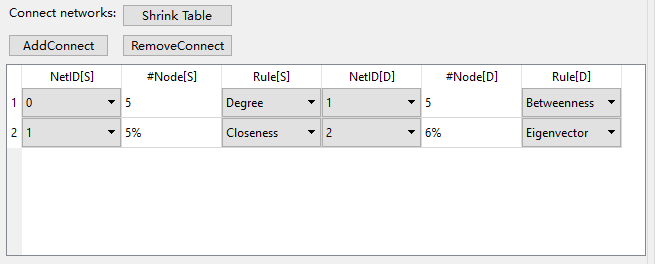 Connect networks: Shrink Table
AddConnect RemoveConnect
NetID[S] #Node[S] Rule[S] NetID[D] #Node[D] Rule[D]
1 0 5 Degree 1 5 Betweenness
2 1 5% Closeness 2 6% Eigenvector